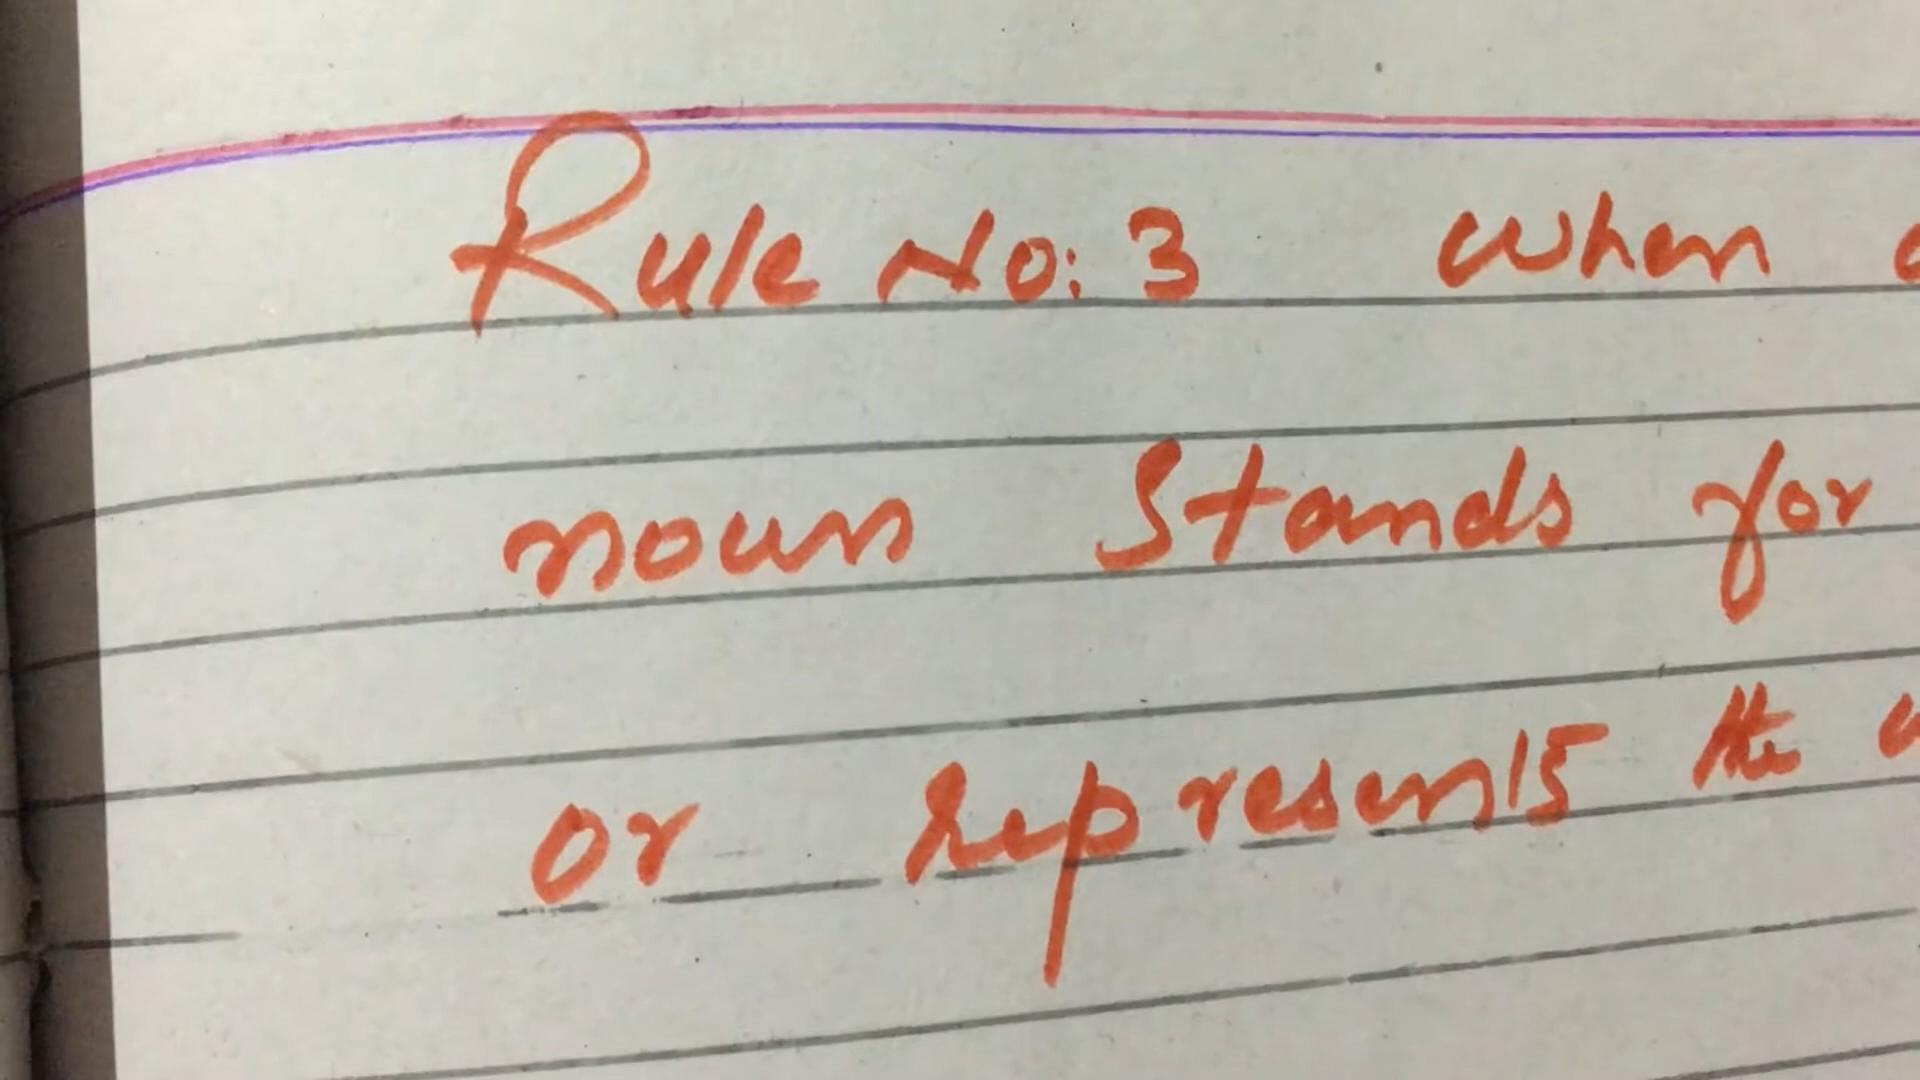 Rule No: 3 when
noun Stands for
or represents the